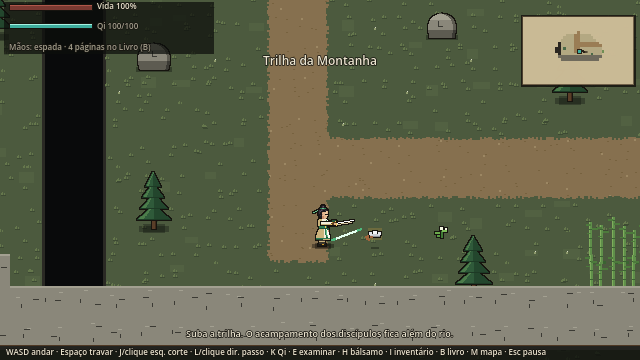 Vida 100%
Qi 100/100
Mãos: espada · 4 páginas no Livro (B)
Trilha da Montanha
Suba a trilha. O acampamento dos discípulos fica além do rio.
WASD andar · Espaço travar · J/clique esq. corte · L/clique dir. passo · K Qi · E examinar · H bálsamo · I inventário · B livro · M mapa · Esc pausa